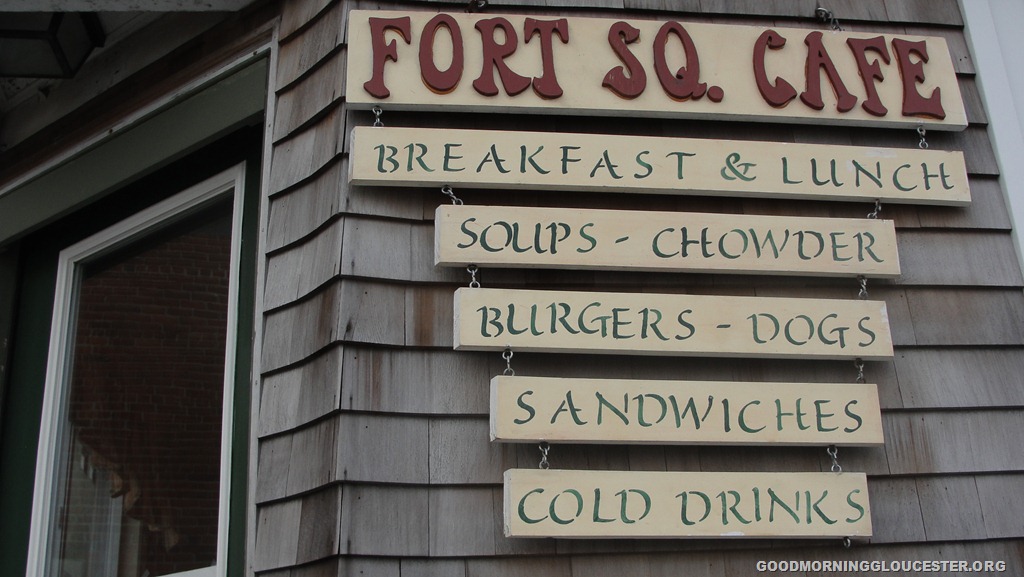 FORT SQ. CAFE
BREAKFAST & LUNCH
SOUPS - CHOWDER
BURGERS - DOGS
SANDWICHES
COLD DRINKS
GOODMORNINGGLOUCESTER.ORG